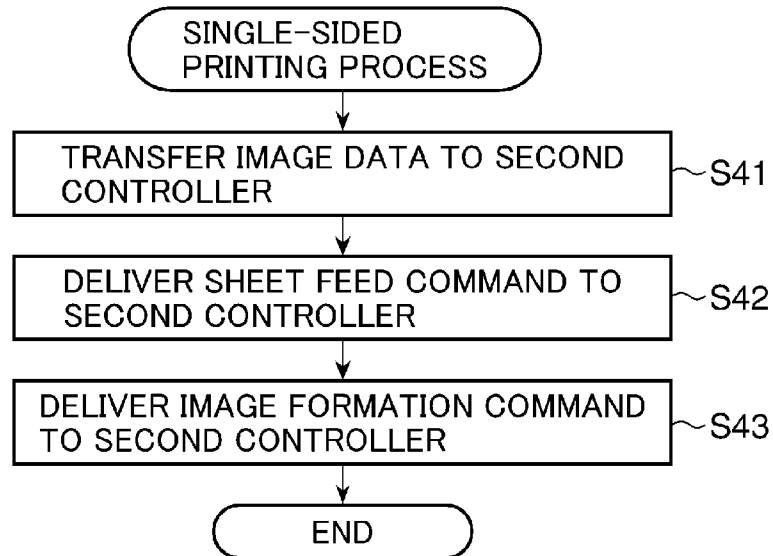 SINGLE-SIDED
PRINTING PROCESS
TRANSFER IMAGE DATA TO SECOND
CONTROLLER
S41
DELIVER SHEET FEED COMMAND TO
SECOND CONTROLLER
S42
DELIVER IMAGE FORMATION COMMAND
TO SECOND CONTROLLER
S43
END